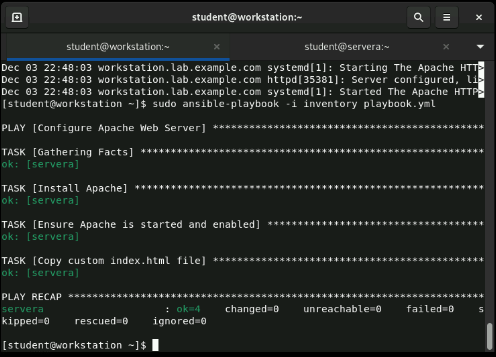 student@workstation:~
student@workstation:~ × student@servera:~ ×
Dec 03 22:48:03 workstation.lab.example.com systemd[1]: Starting The Apache HTT>
Dec 03 22:48:03 workstation.lab.example.com httpd[35381]: Server configured, li>
Dec 03 22:48:03 workstation.lab.example.com systemd[1]: Started The Apache HTTP>
[student@workstation ~]$ sudo ansible-playbook -i inventory playbook.yml
PLAY [Configure Apache Web Server] *********************************************
TASK [Gathering Facts] *********************************************************
ok: [servera]
TASK [Install Apache] **********************************************************
ok: [servera]
TASK [Ensure Apache is started and enabled] ************************************
ok: [servera]
TASK [Copy custom index.html file] *********************************************
ok: [servera]
PLAY RECAP *********************************************************************
servera : ok=4 changed=0 unreachable=0 failed=0 s
kipped=0 rescued=0 ignored=0
[student@workstation ~]$